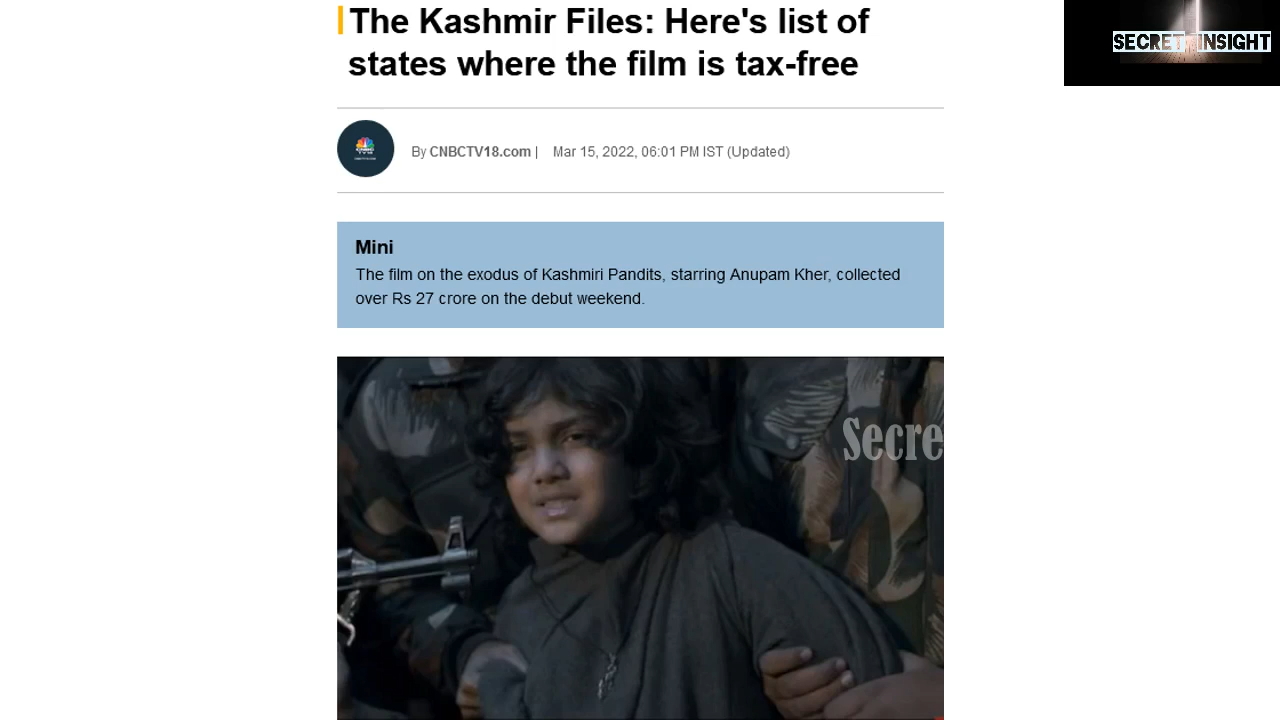 The Kashmir Files: Here's list of
states where the film is tax-free
SECRET INSIGHT
By CNBCTV18.com | Mar 15, 2022, 06:01 PM IST (Updated)
Mini
The film on the exodus of Kashmiri Pandits, starring Anupam Kher, collected
over Rs 27 crore on the debut weekend.
Secre